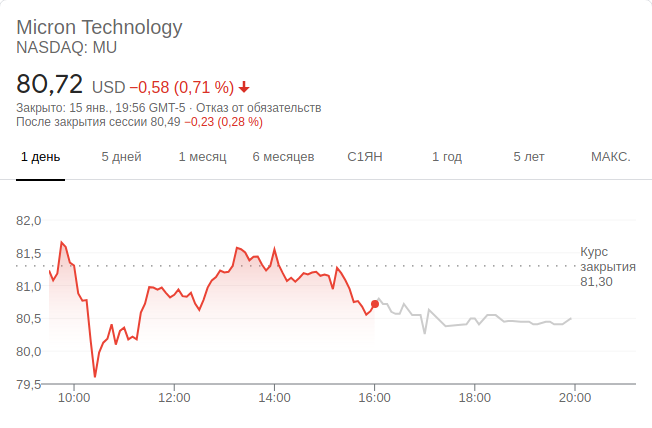 Micron Technology
NASDAQ: MU
80,72 USD −0,58 (0,71 %)
Закрыто: 15 янв., 19:56 GMT-5 · Отказ от обязательств
После закрытия сессии 80,49 −0,23 (0,28 %)
1 день 5 дней 1 месяц 6 месяцев С1ЯН 1 год 5 лет МАКС.
82,0
81,5
81,0
80,5
80,0
79,5
Курс
закрытия
81,30
10:00 12:00 14:00 16:00 18:00 20:00